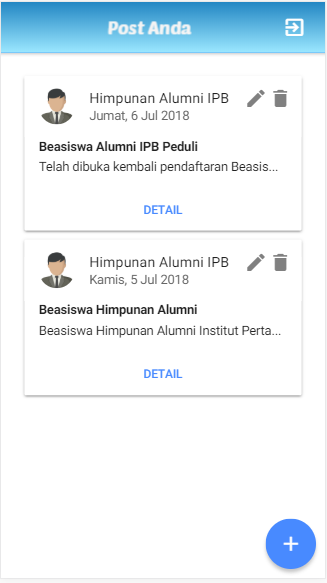 Post Anda
Himpunan Alumni IPB
Jumat, 6 Jul 2018
Beasiswa Alumni IPB Peduli
Telah dibuka kembali pendaftaran Beasis...
DETAIL
Himpunan Alumni IPB
Kamis, 5 Jul 2018
Beasiswa Himpunan Alumni
Beasiswa Himpunan Alumni Institut Perta...
DETAIL
+